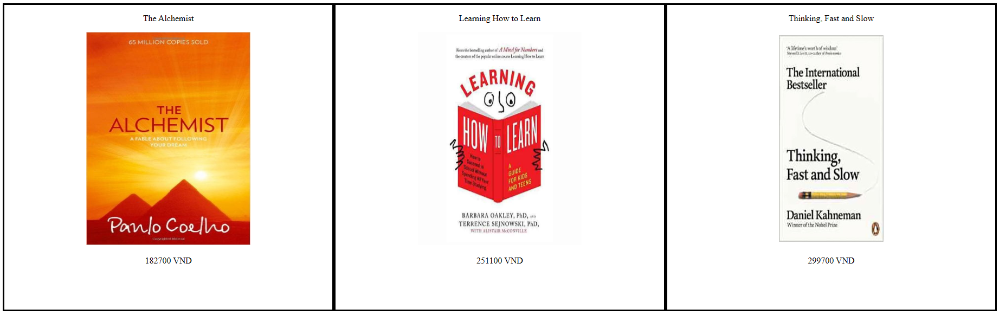 The Alchemist
65 MILLION COPIES SOLD
THE
ALCHEMIST
A FABLE ABOUT FOLLOWING
YOUR DREAM
Paulo Coelho
Copyrighted Material
182700 VND
Learning How to Learn
From the bestselling author of A Mind for Numbers and
the creators of the popular online course Learning How to Learn
LEARNING
HOW TO LEARN
How to
Succeed in
School Without
Spending All Your
Time Studying
A
GUIDE
FOR KIDS
AND TEENS
BARBARA OAKLEY, PhD, AND
TERRENCE SEJNOWSKI, PhD,
WITH ALISTAIR McCONVILLE
251100 VND
Thinking, Fast and Slow
'A lifetime's worth of wisdom'
Steven D. Levitt, co-author of Freakonomics
The International
Bestseller
Thinking,
Fast and Slow
Daniel Kahneman
Winner of the Nobel Prize
299700 VND